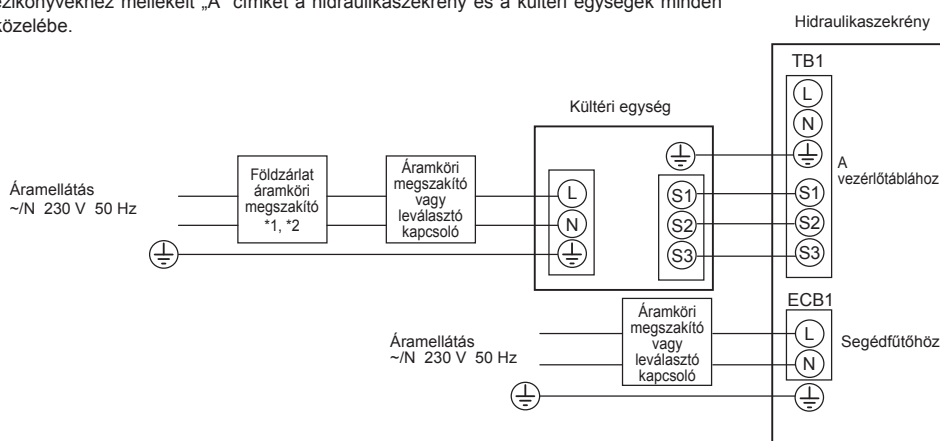 ezikönyvekhez mellékelt „A” címkét a hidraulikaszekrény és a kültéri egységek minden
közelébe.
Hidraulikaszekrény
TB1
L
N
Kültéri egység
A
vezérlőtáblához
Áramellátás
~/N 230 V 50 Hz
Földzárlat
áramköri
megszakító
*1, *2
Áramköri
megszakító
vagy
leválasztó
kapcsoló
L
N
S1
S2
S3
S1
S2
S3
ECB1
Áramellátás
~/N 230 V 50 Hz
Áramköri
megszakító
vagy
leválasztó
kapcsoló
L
N
Segédfűtőhöz